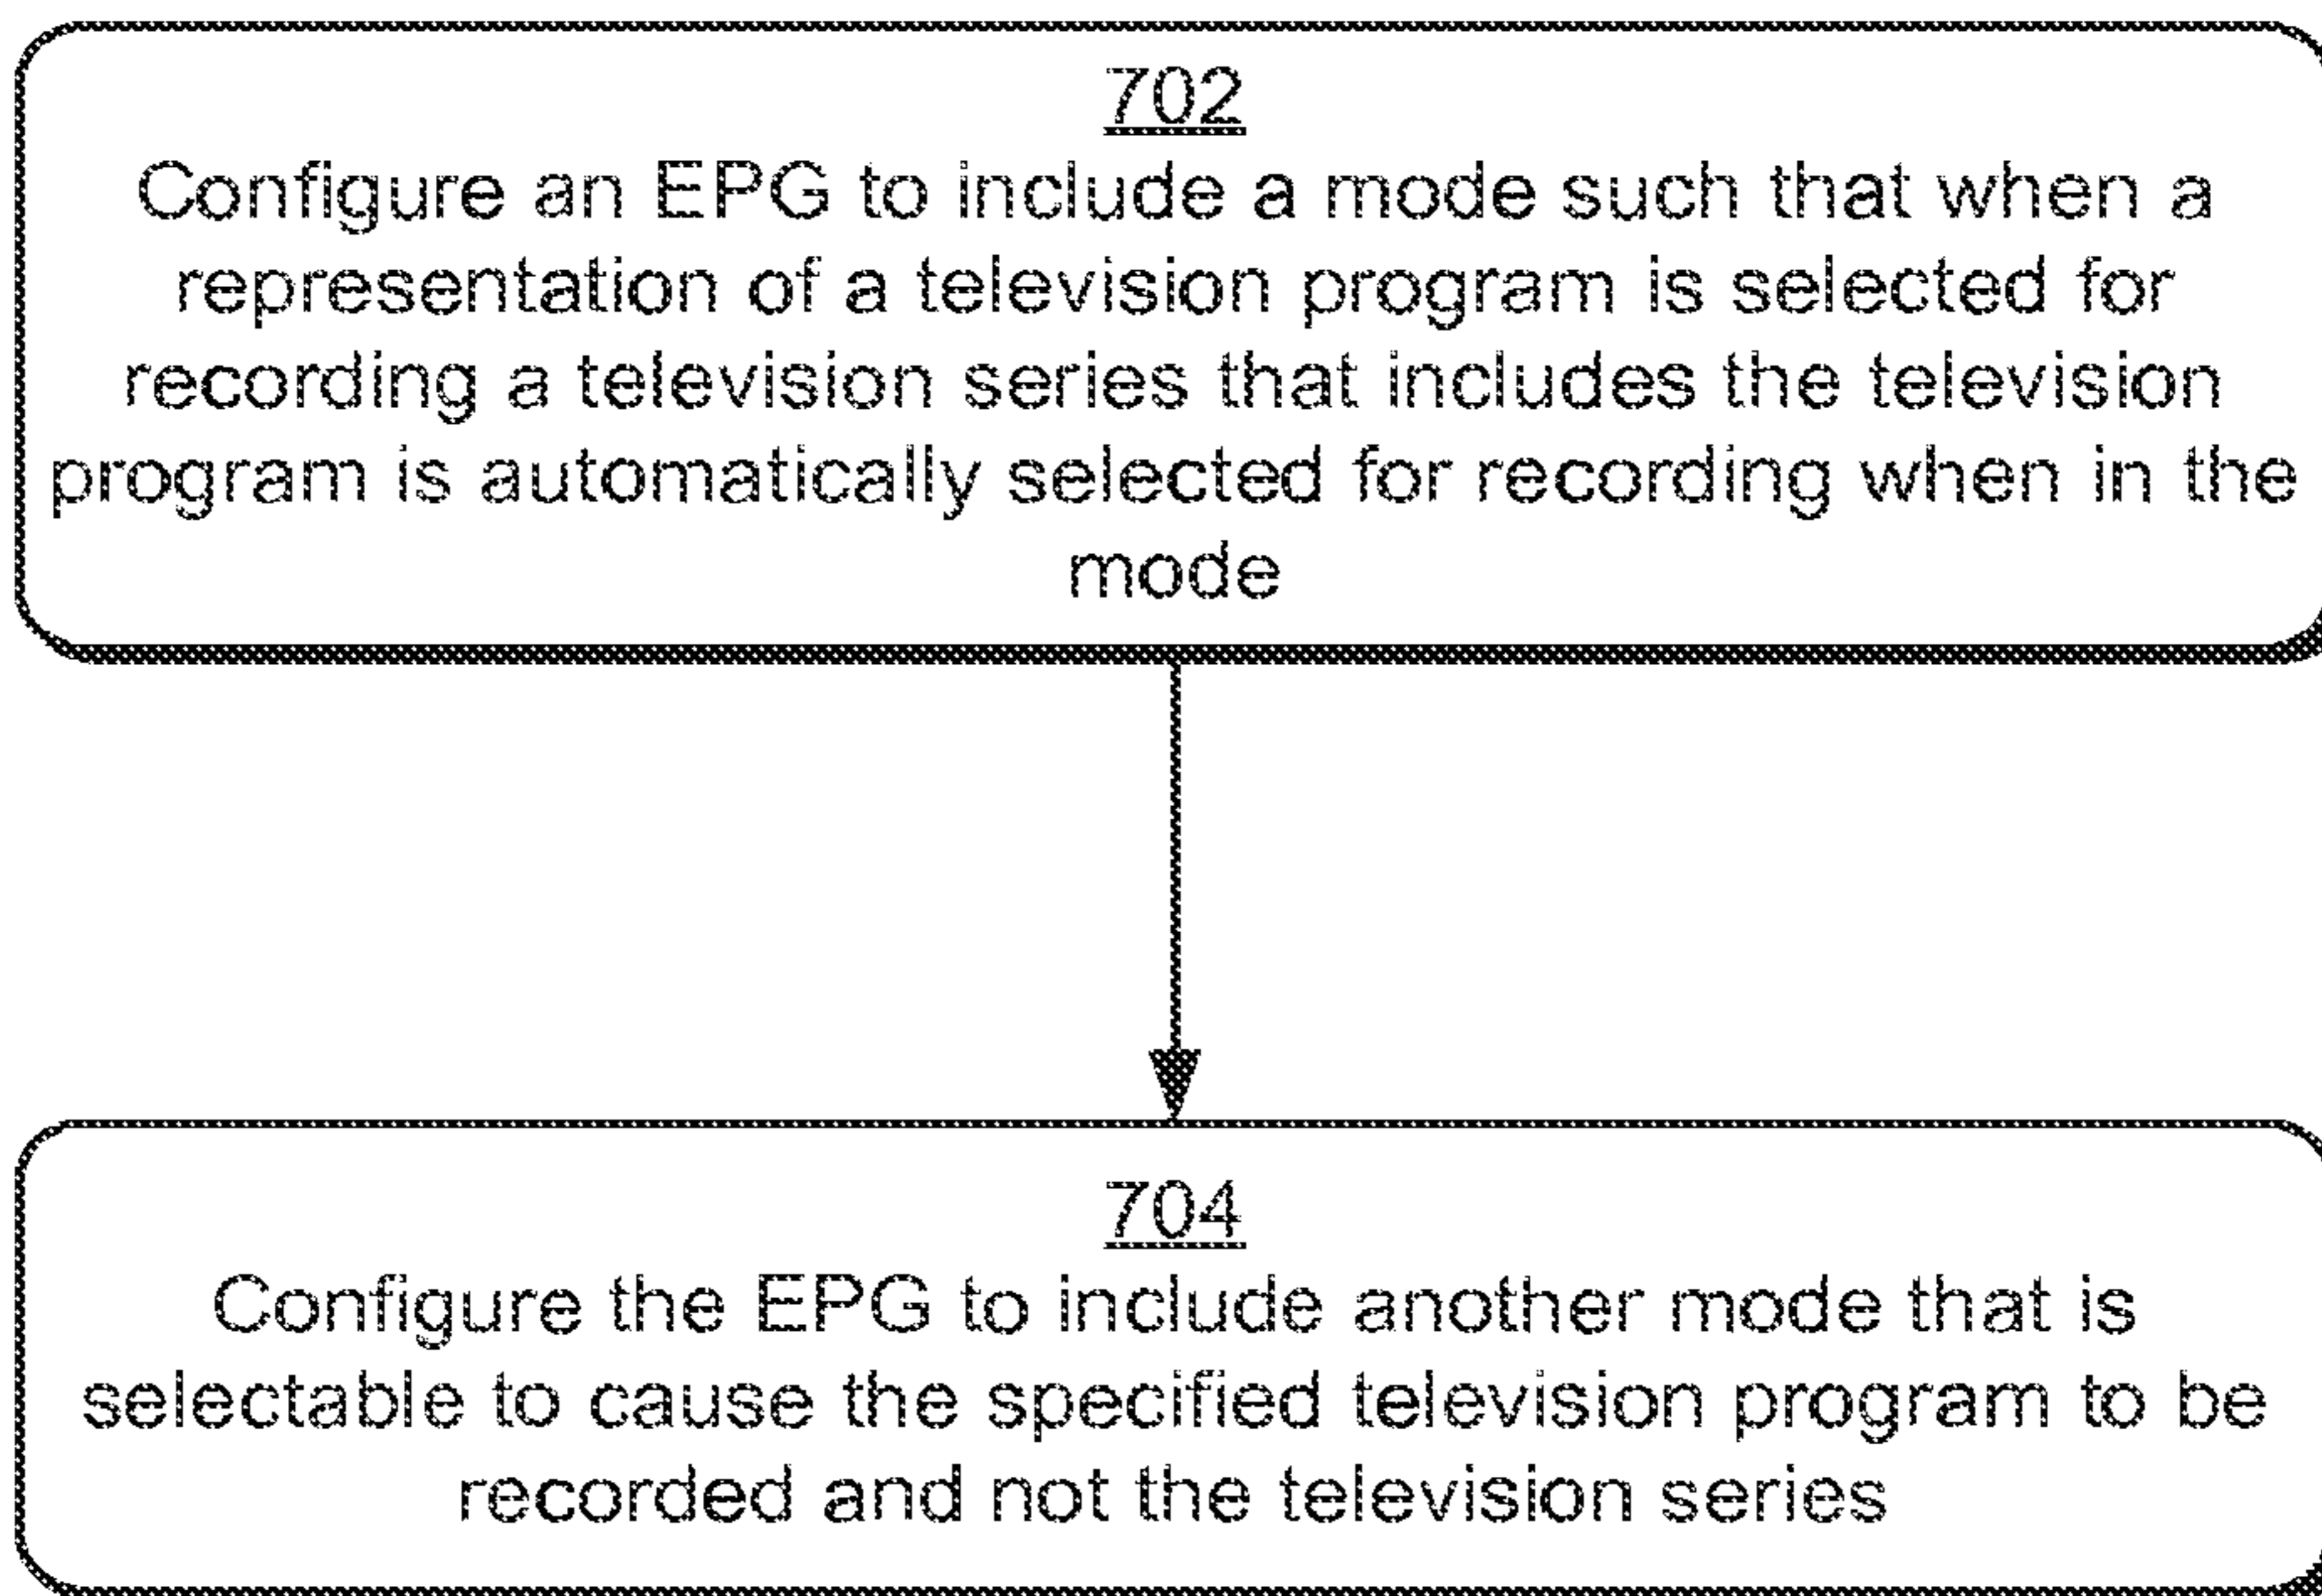 702
Configure an EPG to include a mode such that when a
representation of a television program is selected for
recording a television series that includes the television
program is automatically selected for recording when in the
mode
704
Configure the EPG to include another mode that is
selectable to cause the specified television program to be
recorded and not the television series